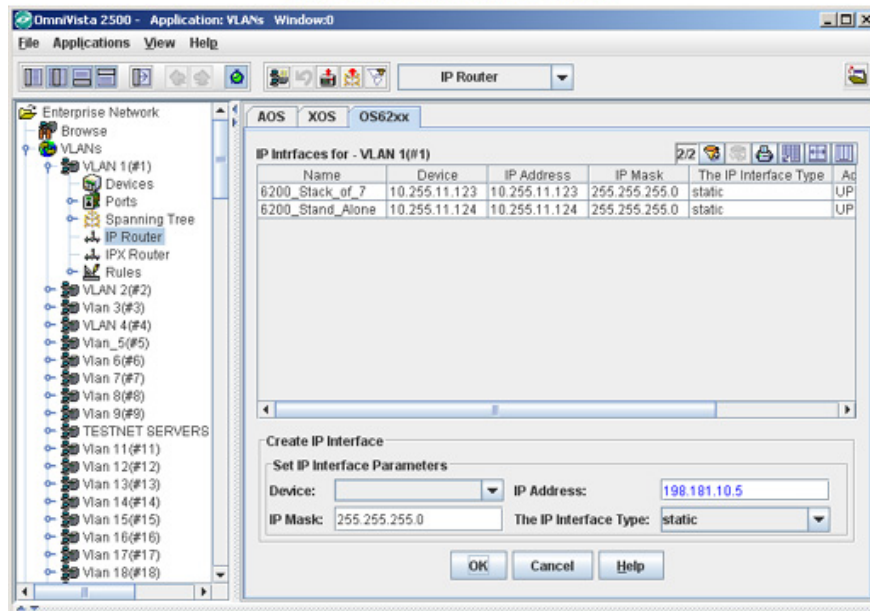 OmniVista 2500 - Application: VLANs Window:0
File Applications View Help
IP Router
Enterprise Network
Browse
VLANs
VLAN 1(#1)
Devices
Ports
Spanning Tree
IP Router
IPX Router
Rules
VLAN 2(#2)
Vlan 3(#3)
VLAN 4(#4)
Vlan_5(#5)
Vlan 6(#6)
Vlan 7(#7)
Vlan 8(#8)
Vlan 9(#9)
TESTNET SERVERS
Vlan 11(#11)
Vlan 12(#12)
Vlan 13(#13)
Vlan 14(#14)
Vlan 15(#15)
Vlan 16(#16)
Vlan 17(#17)
Vlan 18(#18)
AOS XOS OS62xx
IP Intrfaces for - VLAN 1(#1) 2/2
Name Device IP Address IP Mask The IP Interface Type Ad
6200_Stack_of_7 10.255.11.123 10.255.11.123 255.255.255.0 static UP
6200_Stand_Alone 10.255.11.124 10.255.11.124 255.255.255.0 static UP
Create IP Interface
Set IP Interface Parameters
Device: IP Address: 198.181.10.5
IP Mask: 255.255.255.0 The IP Interface Type: static
OK Cancel Help